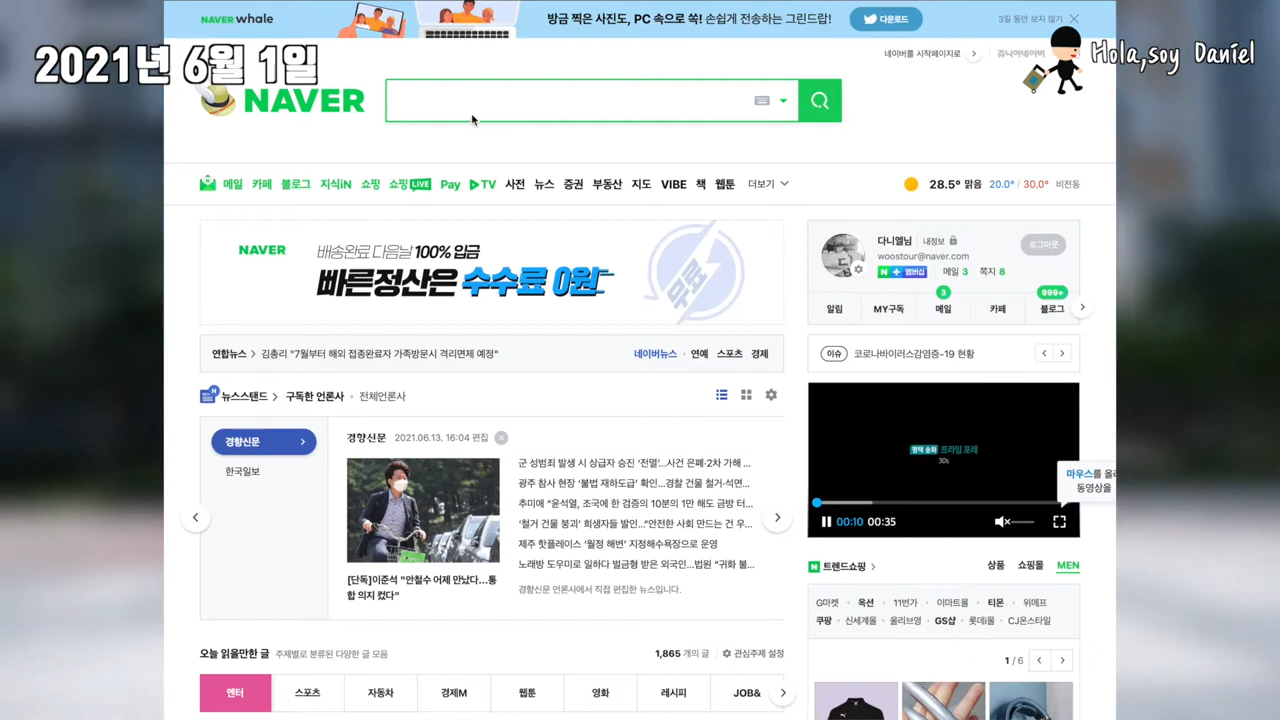 NAVER whale
방금 찍은 사진도, PC 속으로 쏙! 손쉽게 전송하는 그린드랍!
다운로드
3일 동안 보지 않기
2021년 6월 1일
네이버를 시작페이지로
쥬니어네이버
Hola,soy Daniel
NAVER
메일 카페 블로그 지식iN 쇼핑 쇼핑LIVE Pay TV 사전 뉴스 증권 부동산 지도 VIBE 책 웹툰 더보기
28.5° 맑음 20.0° / 30.0° 비전동
NAVER
배송완료 다음날 100% 입금
빠른정산은 수수료 0원
무료
다니엘님 내정보
로그아웃
woostour@naver.com
N + 멤버십 메일 3 쪽지 8
3
999+
알림 MY구독 메일 카페 블로그
연합뉴스 김총리 "7월부터 해외 접종완료자 가족방문시 격리면제 예정"
네이버뉴스 연예 스포츠 경제
이슈 코로나바이러스감염증-19 현황
뉴스스탠드 구독한 언론사 전체언론사
경향신문
한국일보
경향신문 2021.06.13. 16:04 편집
군 성범죄 발생 시 상급자 승진 '전멸'...사건 은폐·2차 가해 ...
광주 참사 현장 '불법 재하도급' 확인...경찰 건물 철거·석면...
추미애 "윤석열, 조국에 한 검증의 10분의 1만 해도 금방 터...
'철거 건물 붕괴' 희생자들 발인..."안전한 사회 만드는 건 우...
제주 핫플레이스 '월정 해변' 지정해수욕장으로 운영
노래방 도우미로 일하다 벌금형 받은 외국인...법원 "귀화 불...
[단독]이준석 "안철수 어제 만났다...통
합 의지 컸다"
경향신문 언론사에서 직접 편집한 뉴스입니다.
평택 송화 프라임 포레
30s
마우스를 올리
동영상을
00:10 00:35
트렌드쇼핑 상품 쇼핑몰 MEN
G마켓 옥션 11번가 이마트몰 티몬 위메프
쿠팡 신세계몰 올리브영 GS샵 롯데i몰 CJ온스타일
1 / 6
오늘 읽을만한 글 주제별로 분류된 다양한 글 모음
1,865 개의 글 관심주제 설정
엔터 스포츠 자동차 경제M 웹툰 영화 레시피 JOB&